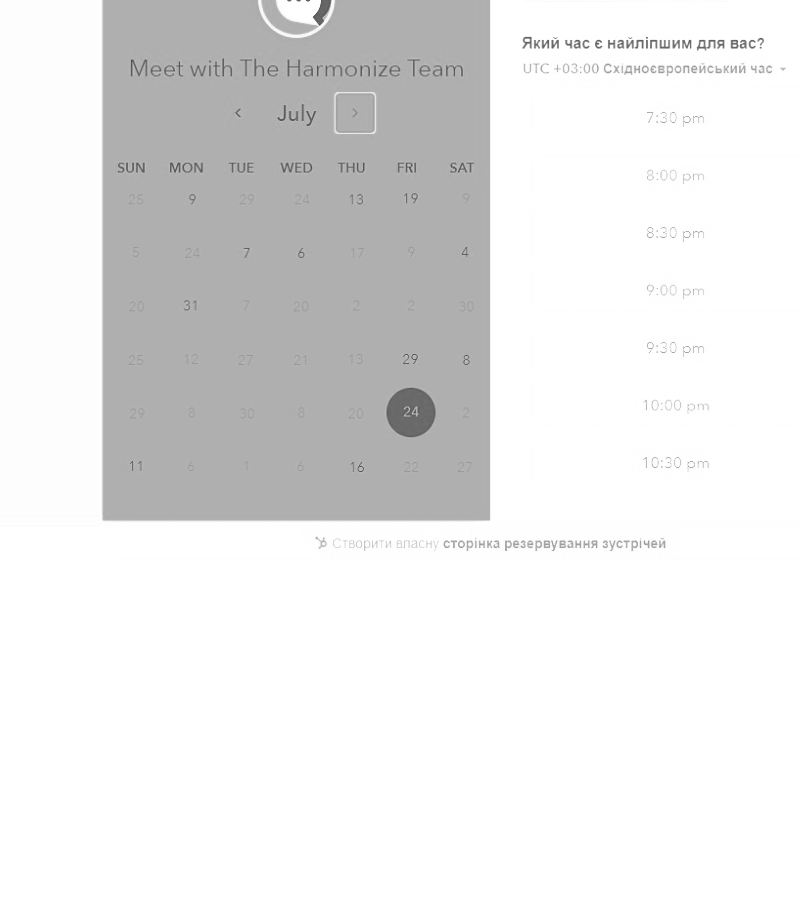 Meet with The Harmonize Team
July
SUN MON TUE WED THU FRI SAT
25 9 29 24 13 19 9
5 24 7 6 17 9 4
20 31 7 20 2 2 30
25 12 27 21 13 29 8
29 8 30 8 20 24 2
11 6 1 6 16 22 27
Який час є найліпшим для вас?
UTC +03:00 Східноєвропейський час
7:30 pm
8:00 pm
8:30 pm
9:00 pm
9:30 pm
10:00 pm
10:30 pm
Створити власну сторінка резервування зустрічей